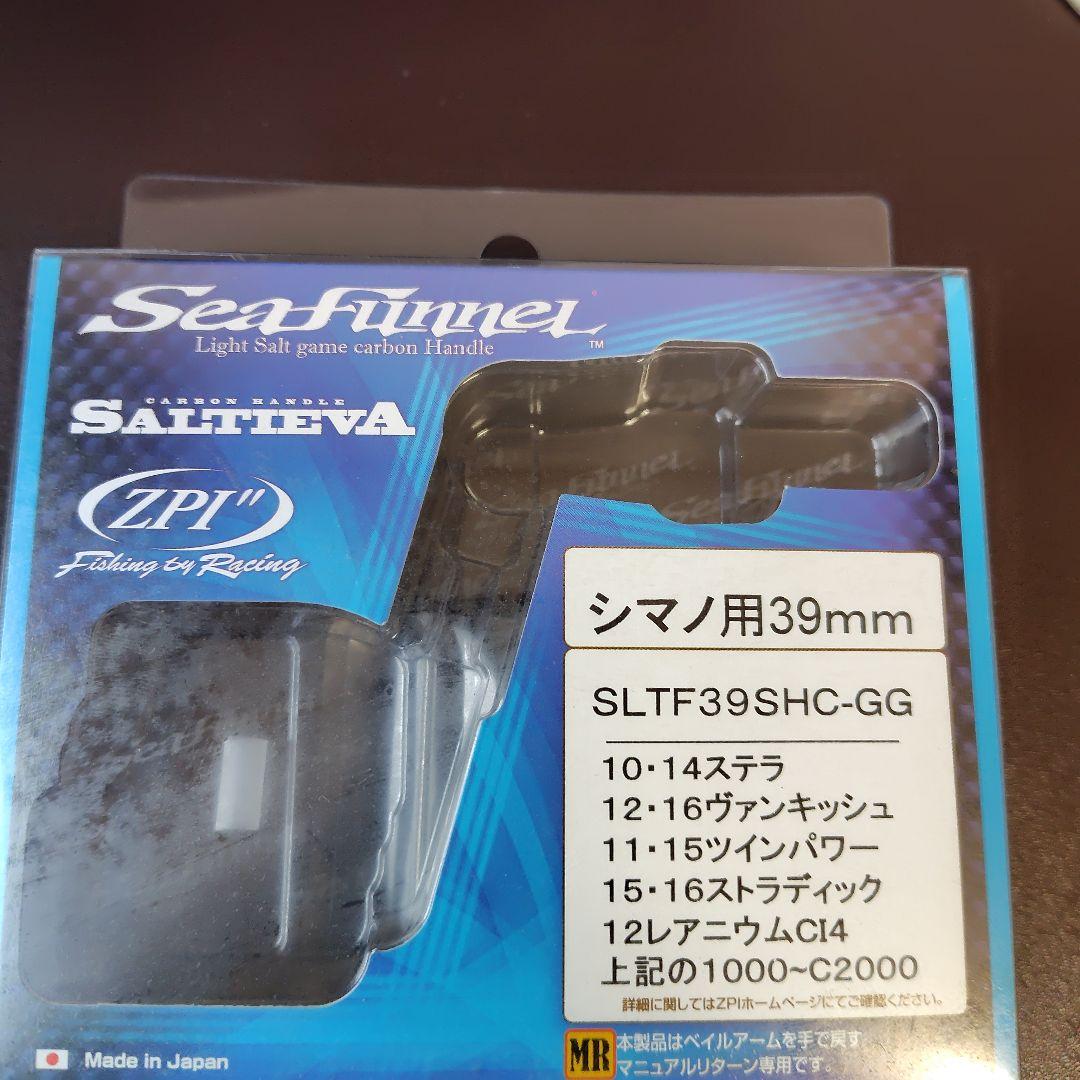 SeaFunnel™
Light Salt game carbon Handle
CARBON HANDLE
SALTIEVA
ZPI"
Fishing by Racing
SeaFunnel
シマノ用39mm
SLTF39SHC-GG
10・14ステラ
12・16ヴァンキッシュ
11・15ツインパワー
15・16ストラディック
12レアニウムCI4
上記の1000~C2000
詳細に関してはZPIホームページにてご確認ください。
MR 本製品はベイルアームを手で戻す
マニュアルリターン専用です。
Made in Japan